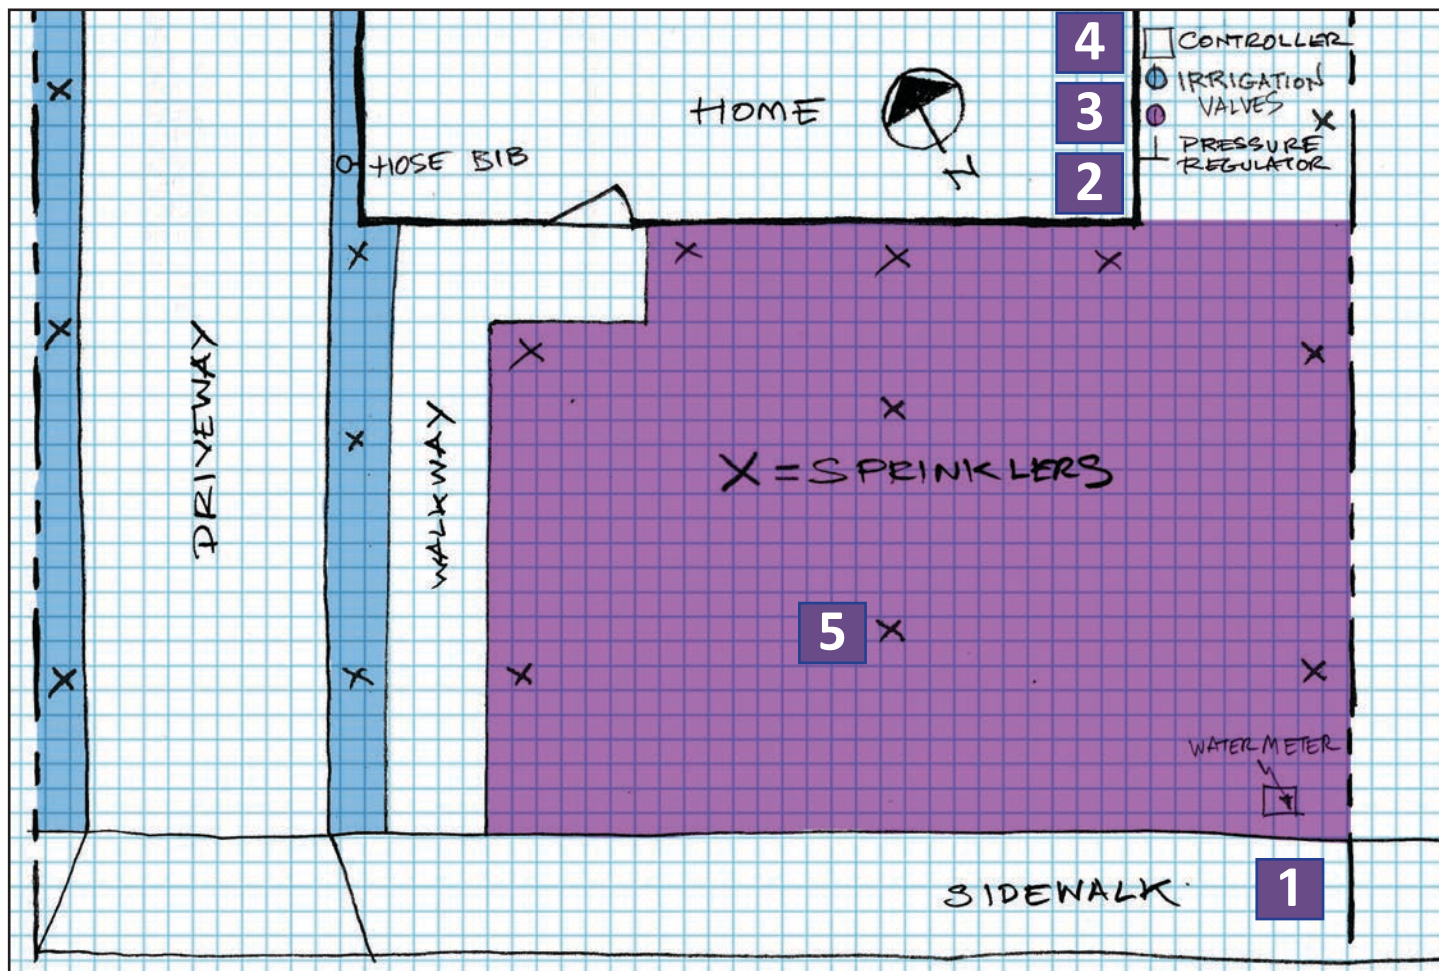 4
CONTROLLER
3
IRRIGATION
VALVES
2
PRESSURE
REGULATOR
HOME
N
HOSE BIB
DRIVEWAY
WALKWAY
X = SPRINKLERS
5
WATER METER
SIDEWALK
1